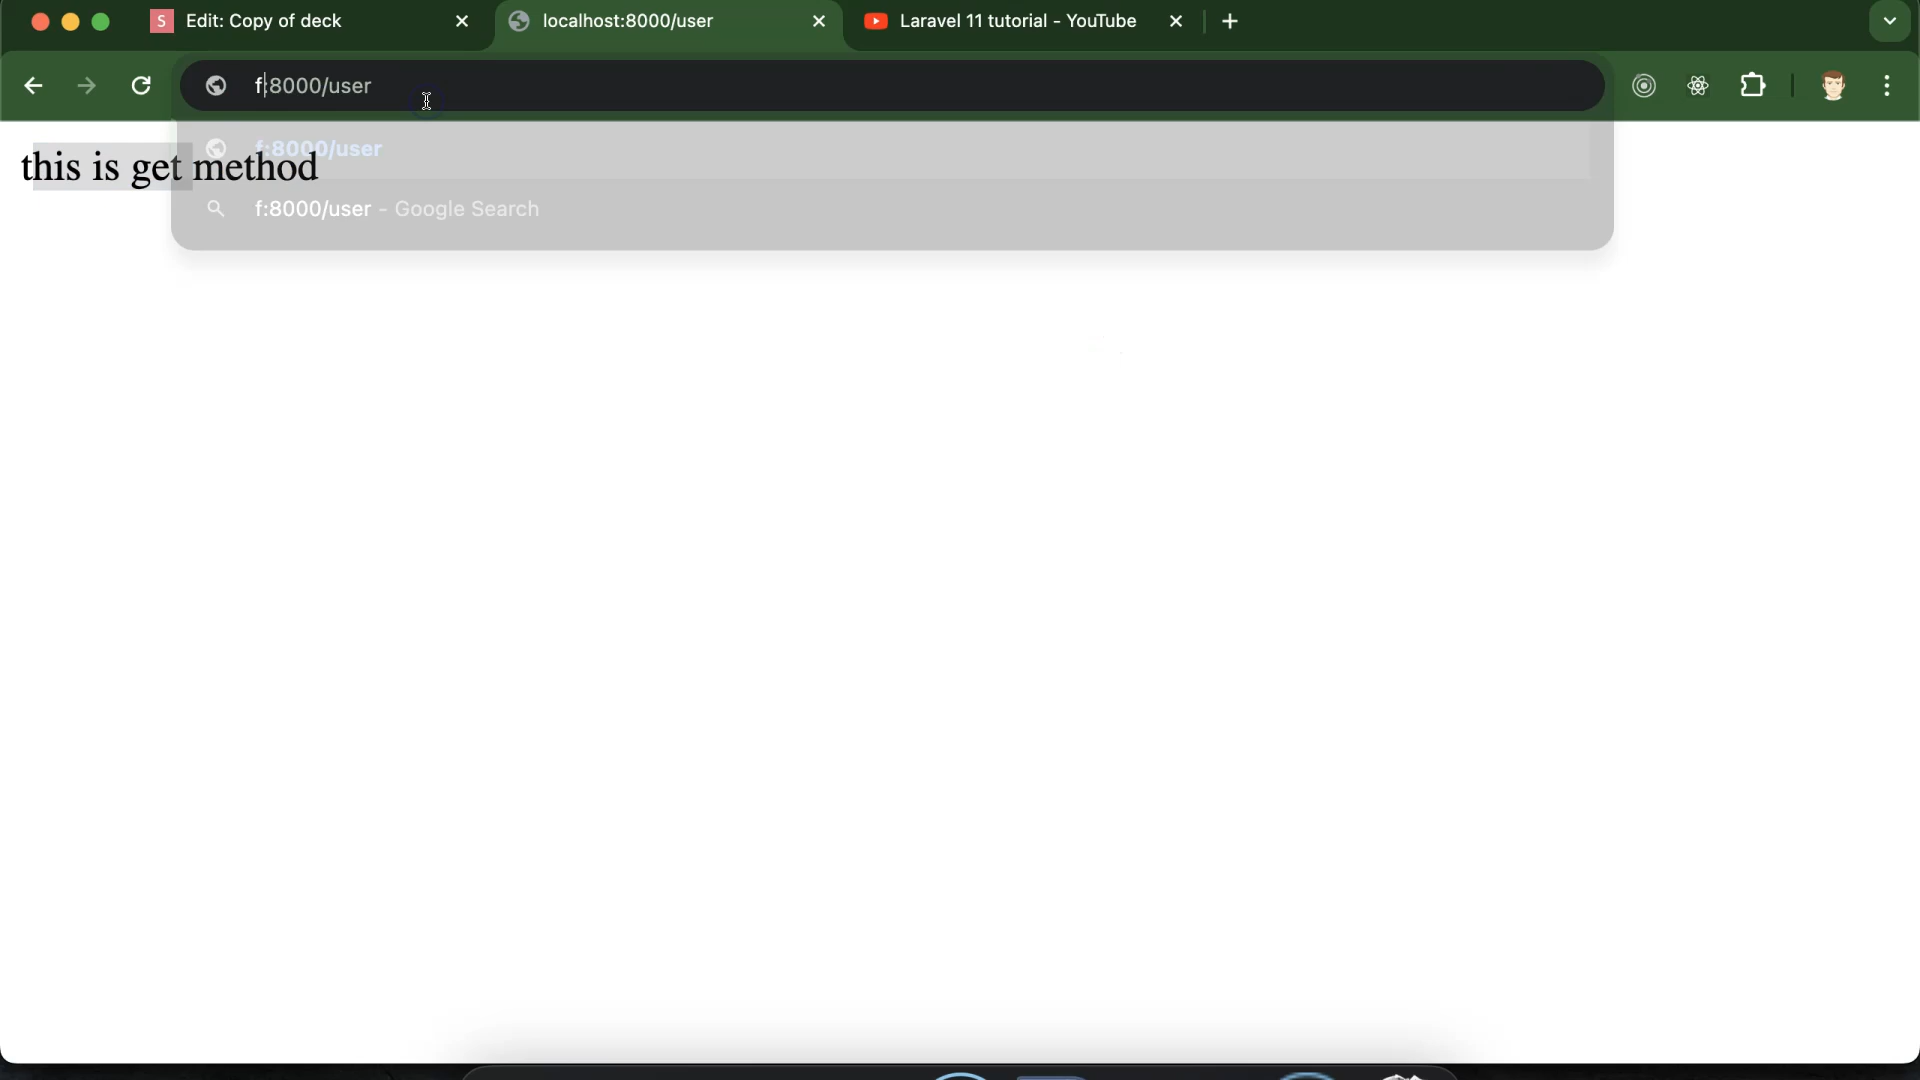 S Edit: Copy of deck
localhost:8000/user
Laravel 11 tutorial - YouTube
f:8000/user
f:8000/user
this is get method
f:8000/user - Google Search